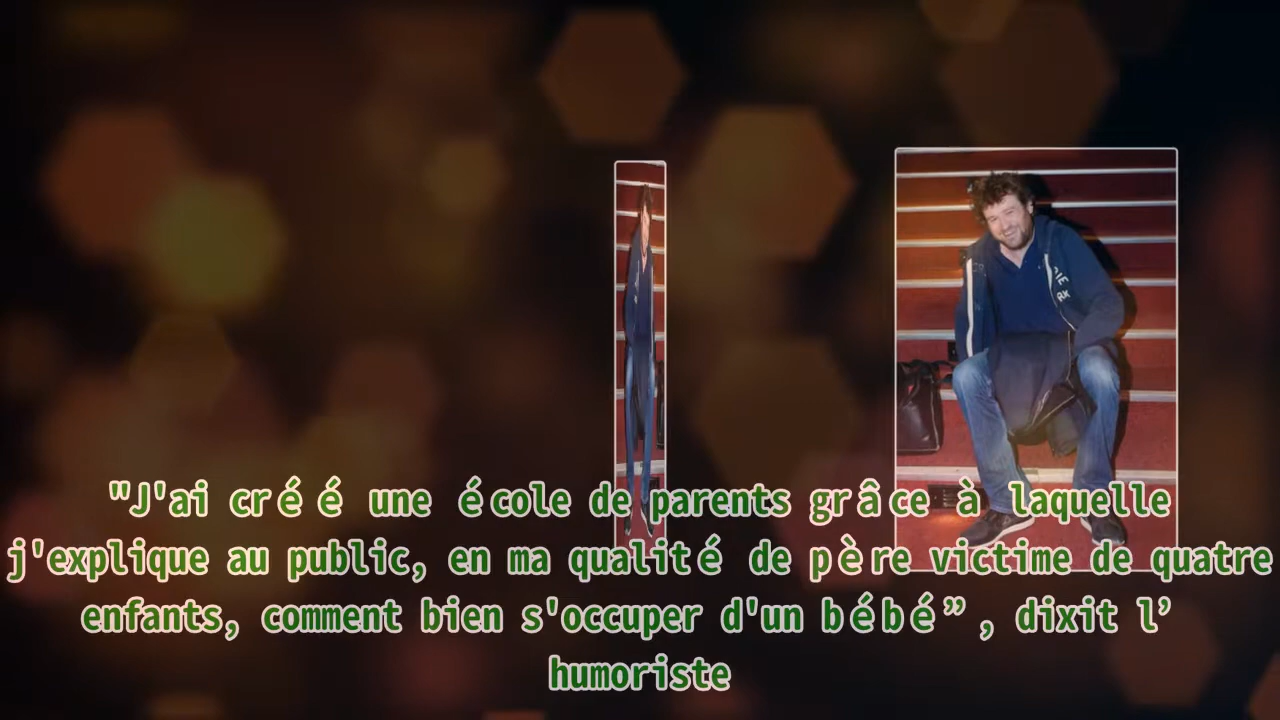 "J'ai créé une école de parents grâce à laquelle
j'explique au public, en ma qualité de père victime de quatre
enfants, comment bien s'occuper d'un bébé”, dixit l’
humoriste